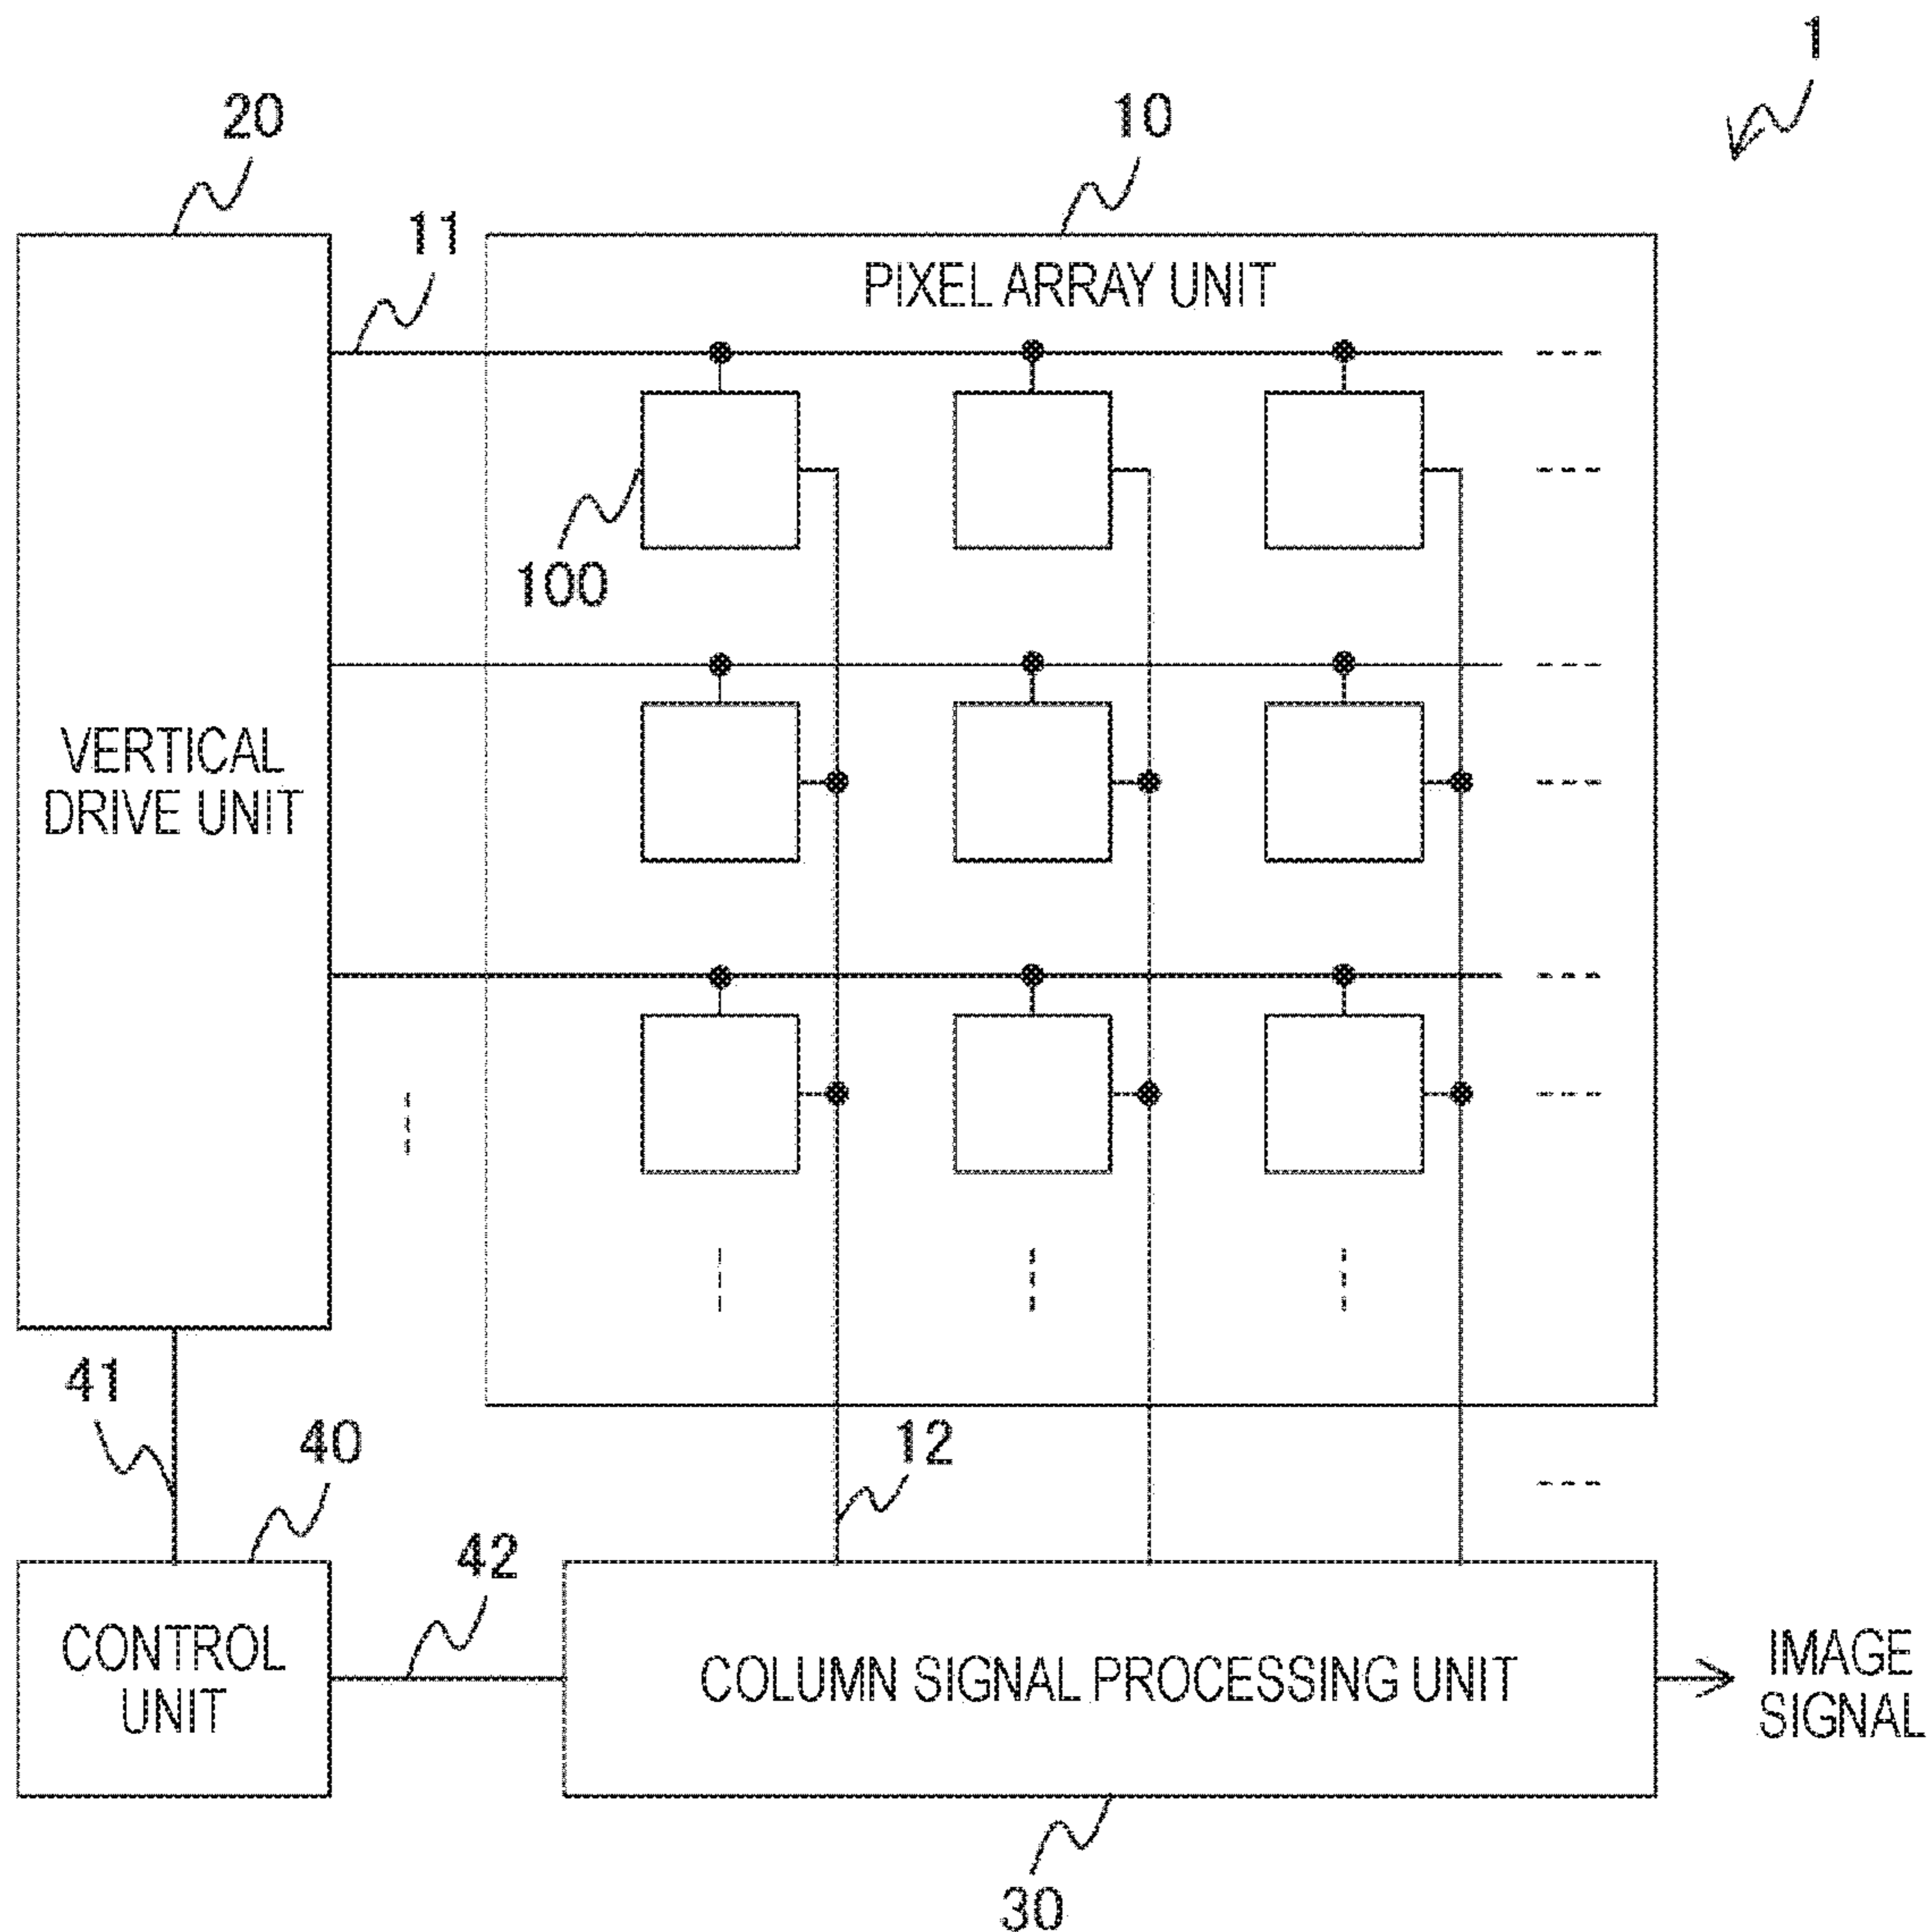 1
20
10
11
PIXEL ARRAY UNIT
100
VERTICAL
DRIVE UNIT
41
40
12
42
CONTROL
UNIT
COLUMN SIGNAL PROCESSING UNIT
IMAGE
SIGNAL
30